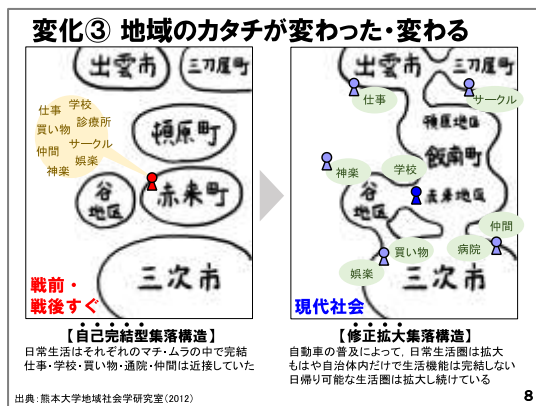 変化③ 地域のカタチが変わった・変わる
出雲市
三刀屋町
仕事
学校
買い物
診療所
サークル
仲間
娯楽
神楽
頓原町
谷
地区
赤来町
三次市
戦前・
戦後すぐ
【自己完結型集落構造】
日常生活はそれぞれのマチ・ムラの中で完結
仕事・学校・買い物・通院・仲間は近接していた
出雲市
三刀屋町
仕事
サークル
頓原地区
飯南町
神楽
学校
谷
地区
赤来地区
仲間
買い物
病院
娯楽
三次市
現代社会
【修正拡大集落構造】
自動車の普及によって，日常生活圏は拡大
もはや自治体内だけで生活機能は完結しない
日帰り可能な生活圏は拡大し続けている
出典：熊本大学地域社会学研究室（2012）
8